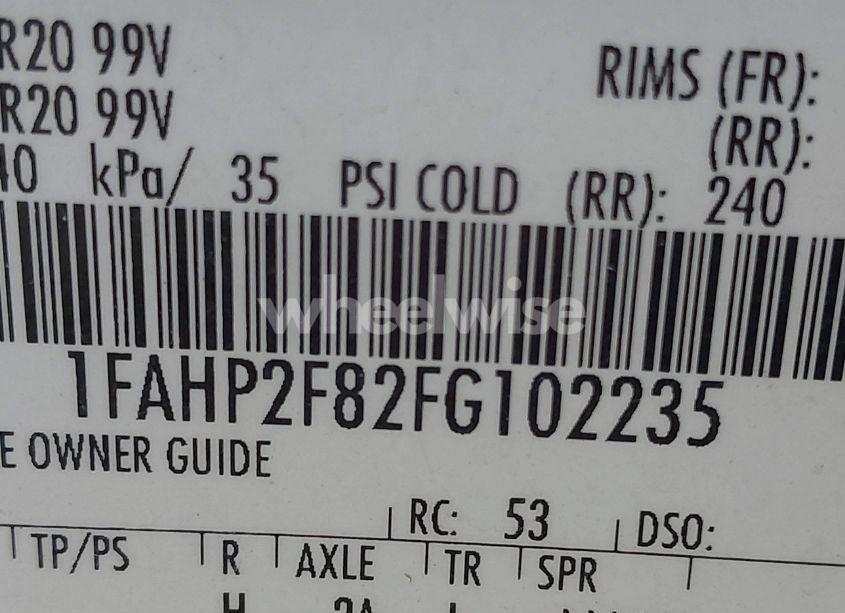 R20 99V
RIMS (FR):
R20 99V
(RR):
40 kPa/ 35 PSI COLD (RR): 240
wheelwise
1FAHP2F82FG102235
E OWNER GUIDE
RC: 53 DSO:
TP/PS R AXLE TR SPR
H